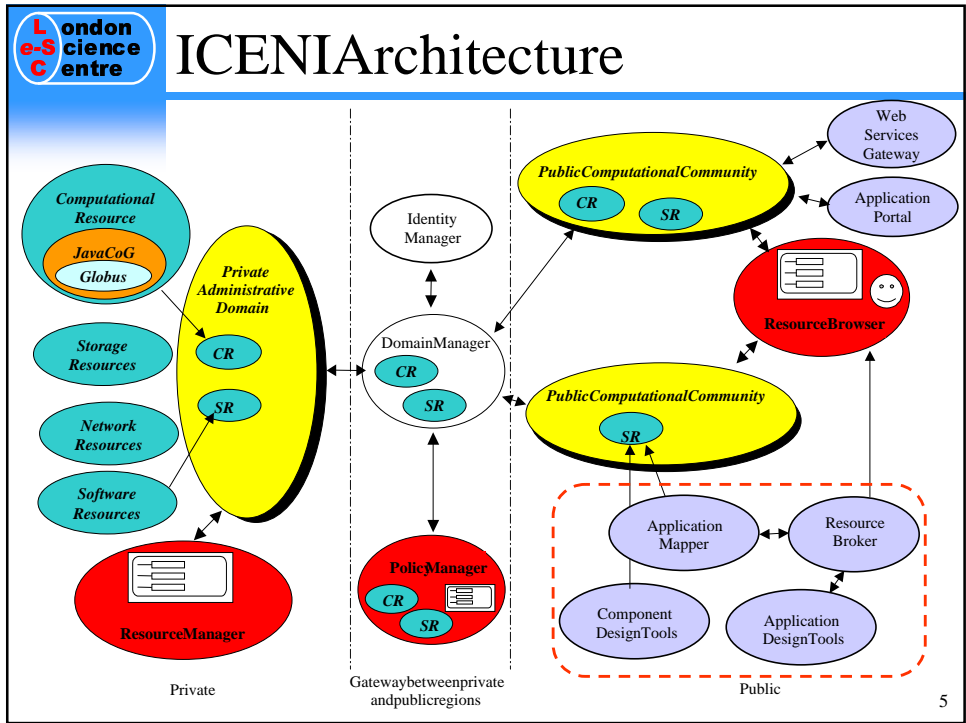 London
e-Science
Centre
ICENIArchitecture
Computational
Resource
JavaCoG
Globus
Storage
Resources
Network
Resources
Software
Resources
Private
Administrative
Domain
CR
SR
ResourceManager
Private
Identity
Manager
DomainManager
CR
SR
PolicyManager
CR
SR
Gatewaybetweenprivate
andpublicregions
PublicComputationalCommunity
CR
SR
Web
Services
Gateway
Application
Portal
ResourceBrowser
PublicComputationalCommunity
SR
Application
Mapper
Resource
Broker
Component
DesignTools
Application
DesignTools
Public
5